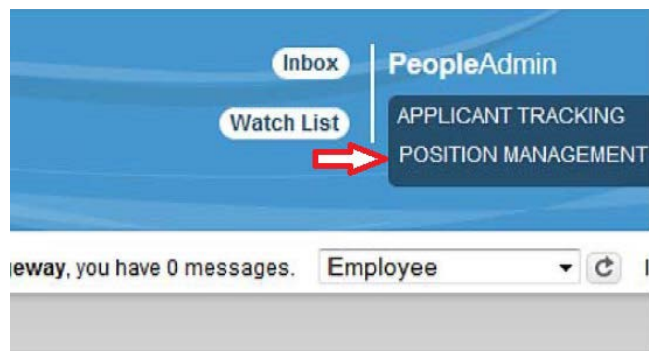 Inbox
PeopleAdmin
Watch List
APPLICANT TRACKING
POSITION MANAGEMENT
eway, you have 0 messages.
Employee